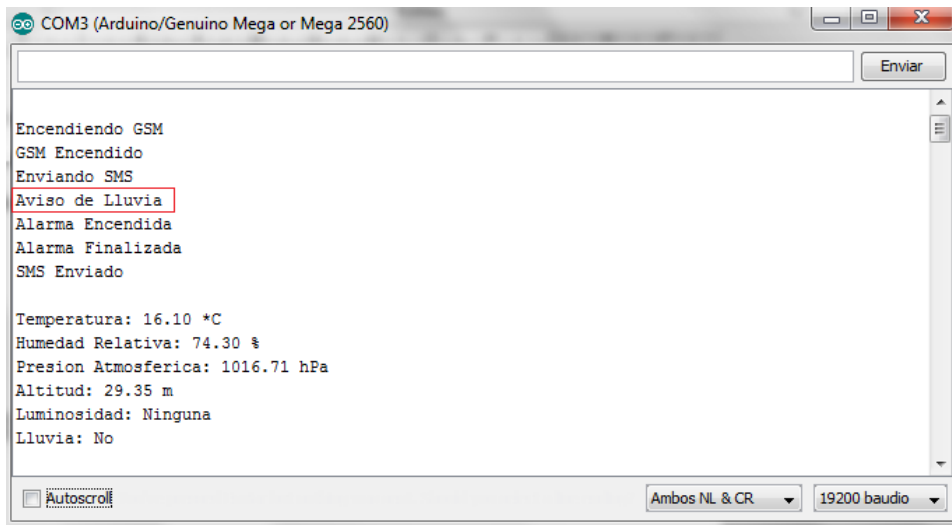 COM3 (Arduino/Genuino Mega or Mega 2560)
Enviar
Encendiendo GSM
GSM Encendido
Enviando SMS
Aviso de Lluvia
Alarma Encendida
Alarma Finalizada
SMS Enviado
Temperatura: 16.10 *C
Humedad Relativa: 74.30 %
Presion Atmosferica: 1016.71 hPa
Altitud: 29.35 m
Luminosidad: Ninguna
Lluvia: No
Autoscroll Ambos NL & CR 19200 baudio